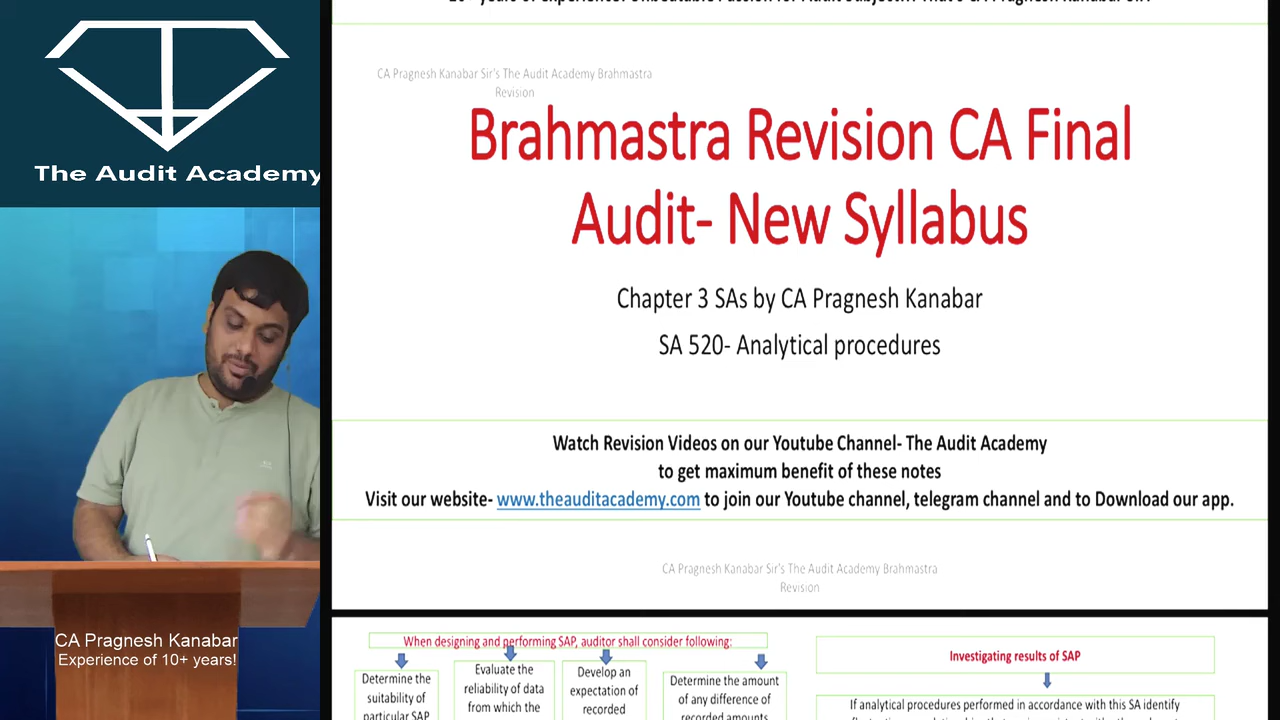 The Audit Academy
CA Pragnesh Kanabar
Experience of 10+ years!
CA Pragnesh Kanabar Sir's The Audit Academy Brahmastra
Revision
Brahmastra Revision CA Final
Audit- New Syllabus
Chapter 3 SAs by CA Pragnesh Kanabar
SA 520- Analytical procedures
Watch Revision Videos on our Youtube Channel- The Audit Academy
to get maximum benefit of these notes
Visit our website- www.theauditacademy.com to join our Youtube channel, telegram channel and to Download our app.
CA Pragnesh Kanabar Sir's The Audit Academy Brahmastra
Revision
When designing and performing SAP, auditor shall consider following:
Determine the
suitability of
particular SAP
Evaluate the
reliability of data
from which the
Develop an
expectation of
recorded
Determine the amount
of any difference of
recorded amounts
Investigating results of SAP
If analytical procedures performed in accordance with this SA identify